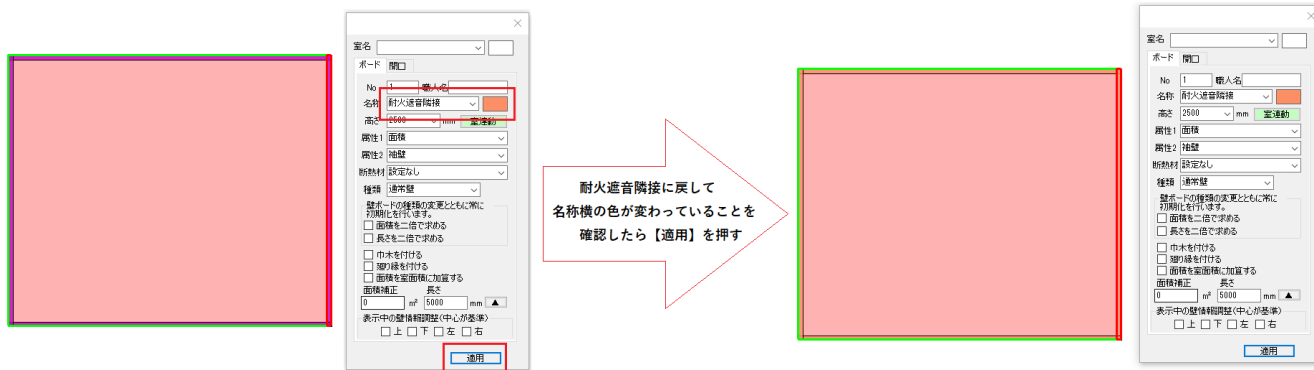 室名
ボード 開口
No 1 職人名
名称 耐火遮音隣接
高さ 2500 mm 室連動
属性1 面積
属性2 袖壁
断熱材 設定なし
種類 通常壁
壁ボードの種類の変更とともに常に
初期化を行います。
面積を二倍で求める
長さを二倍で求める
巾木を付ける
廻り縁を付ける
面積を室面積に加算する
面積補正 長さ
0 m² 5000 mm ▲
表示中の壁情報調整(中心が基準)
上 下 左 右
適用
耐火遮音隣接に戻して
名称横の色が変わっていることを
確認したら【適用】を押す
室名
ボード 開口
No 1 職人名
名称 耐火遮音隣接
高さ 2500 mm 室連動
属性1 面積
属性2 袖壁
断熱材 設定なし
種類 通常壁
壁ボードの種類の変更とともに常に
初期化を行います。
面積を二倍で求める
長さを二倍で求める
巾木を付ける
廻り縁を付ける
面積を室面積に加算する
面積補正 長さ
0 m² 5000 mm ▲
表示中の壁情報調整(中心が基準)
上 下 左 右
適用